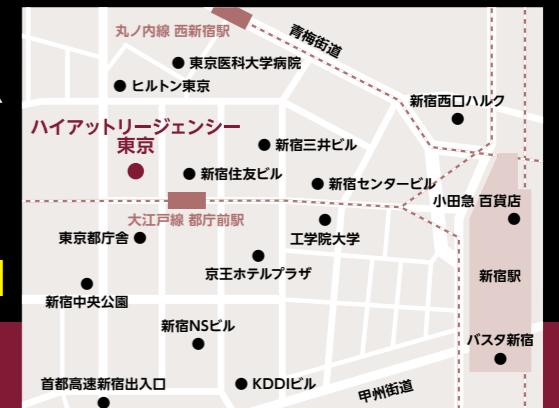 丸ノ内線 西新宿駅
青梅街道
東京医科大学病院
ヒルトン東京
新宿西口ハルク
ハイアットリージェンシー
東京
新宿三井ビル
新宿住友ビル
新宿センタービル
小田急 百貨店
大江戸線 都庁前駅
東京都庁舎
工学院大学
京王ホテルプラザ
新宿駅
新宿中央公園
新宿NSビル
バスタ新宿
首都高速新宿出入口
KDDIビル
甲州街道